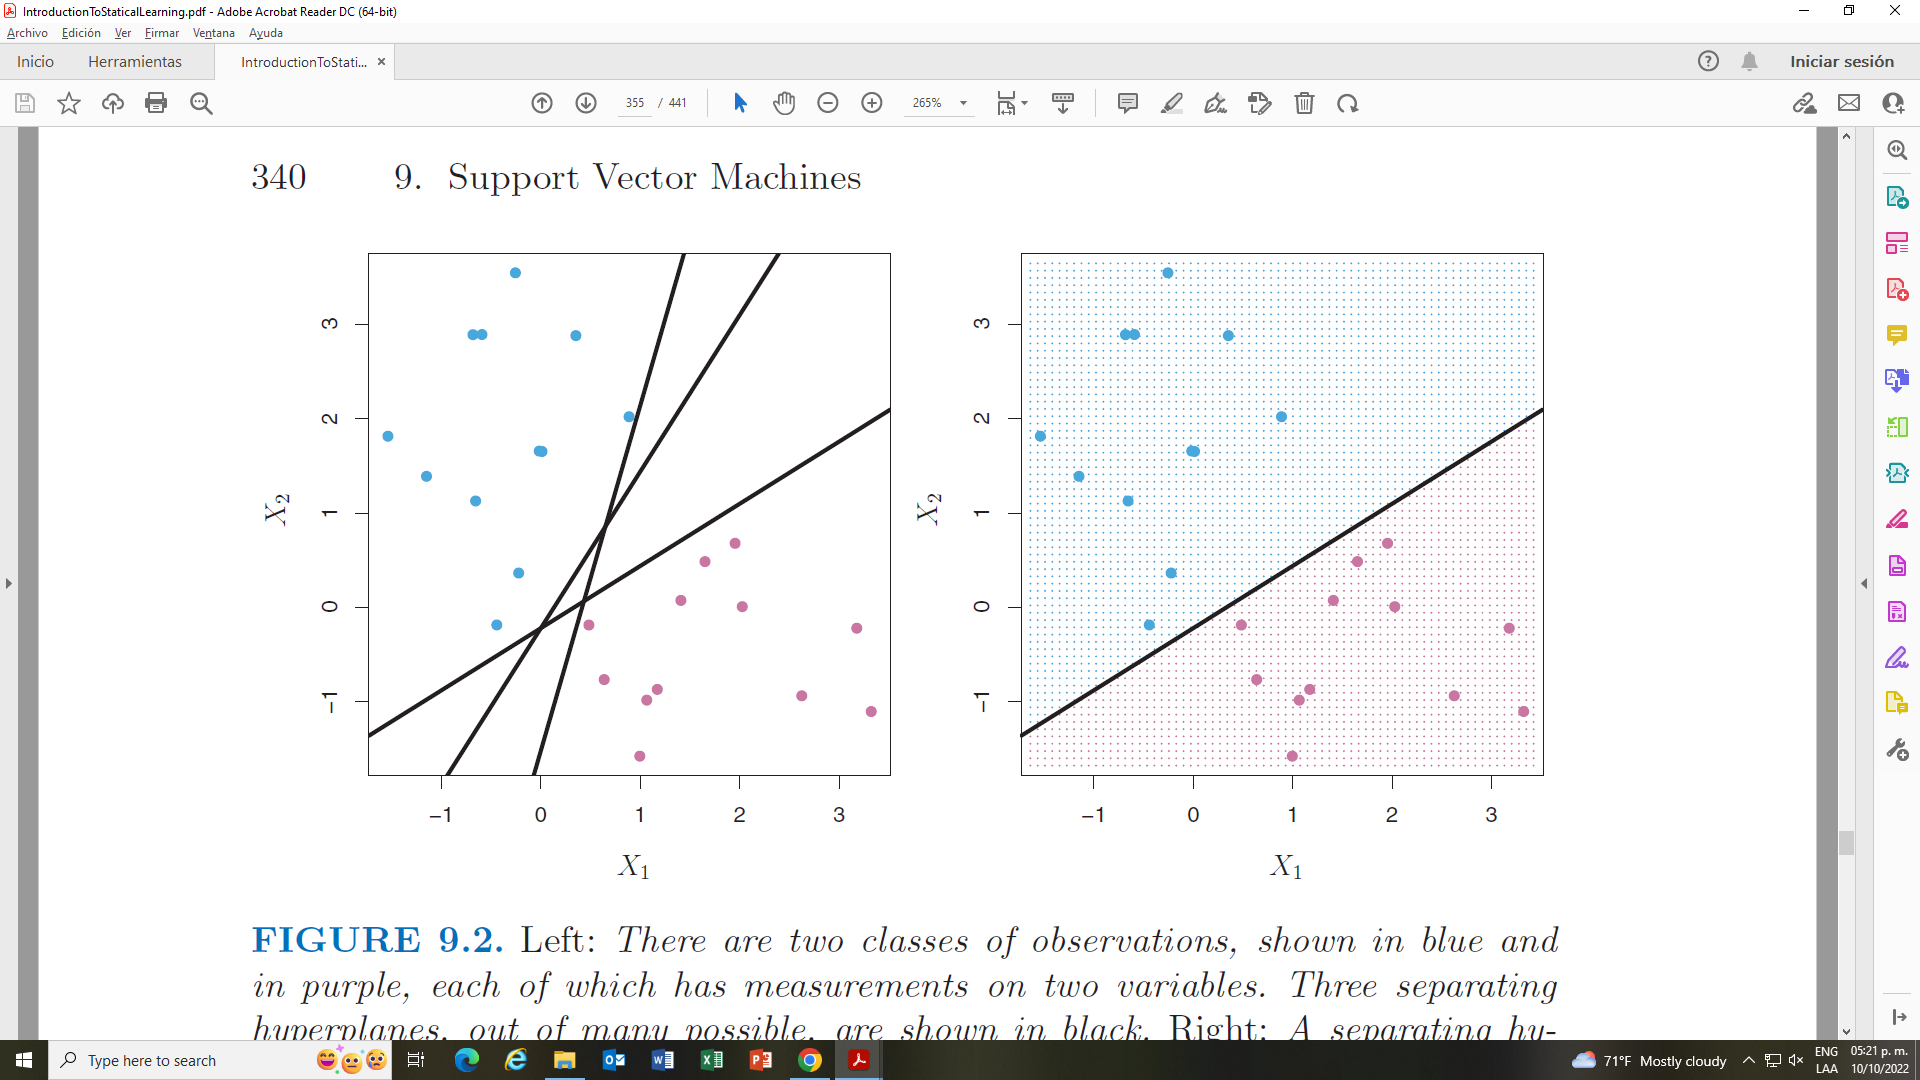 IntroductionToStaticalLearning.pdf - Adobe Acrobat Reader DC (64-bit)
Archivo Edición Ver Firmar Ventana Ayuda
Inicio Herramientas IntroductionToStati... × Iniciar sesión
355 / 441 265%
340 9. Support Vector Machines
3
2
1
0
−1
X2
−1 0 1 2 3
X1
3
2
1
0
−1
X2
−1 0 1 2 3
X1
FIGURE 9.2. Left: There are two classes of observations, shown in blue and
in purple, each of which has measurements on two variables. Three separating
hyperplanes, out of many possible, are shown in black. Right: A separating hy-
Type here to search
71°F Mostly cloudy
ENG 05:21 p. m.
LAA 10/10/2022